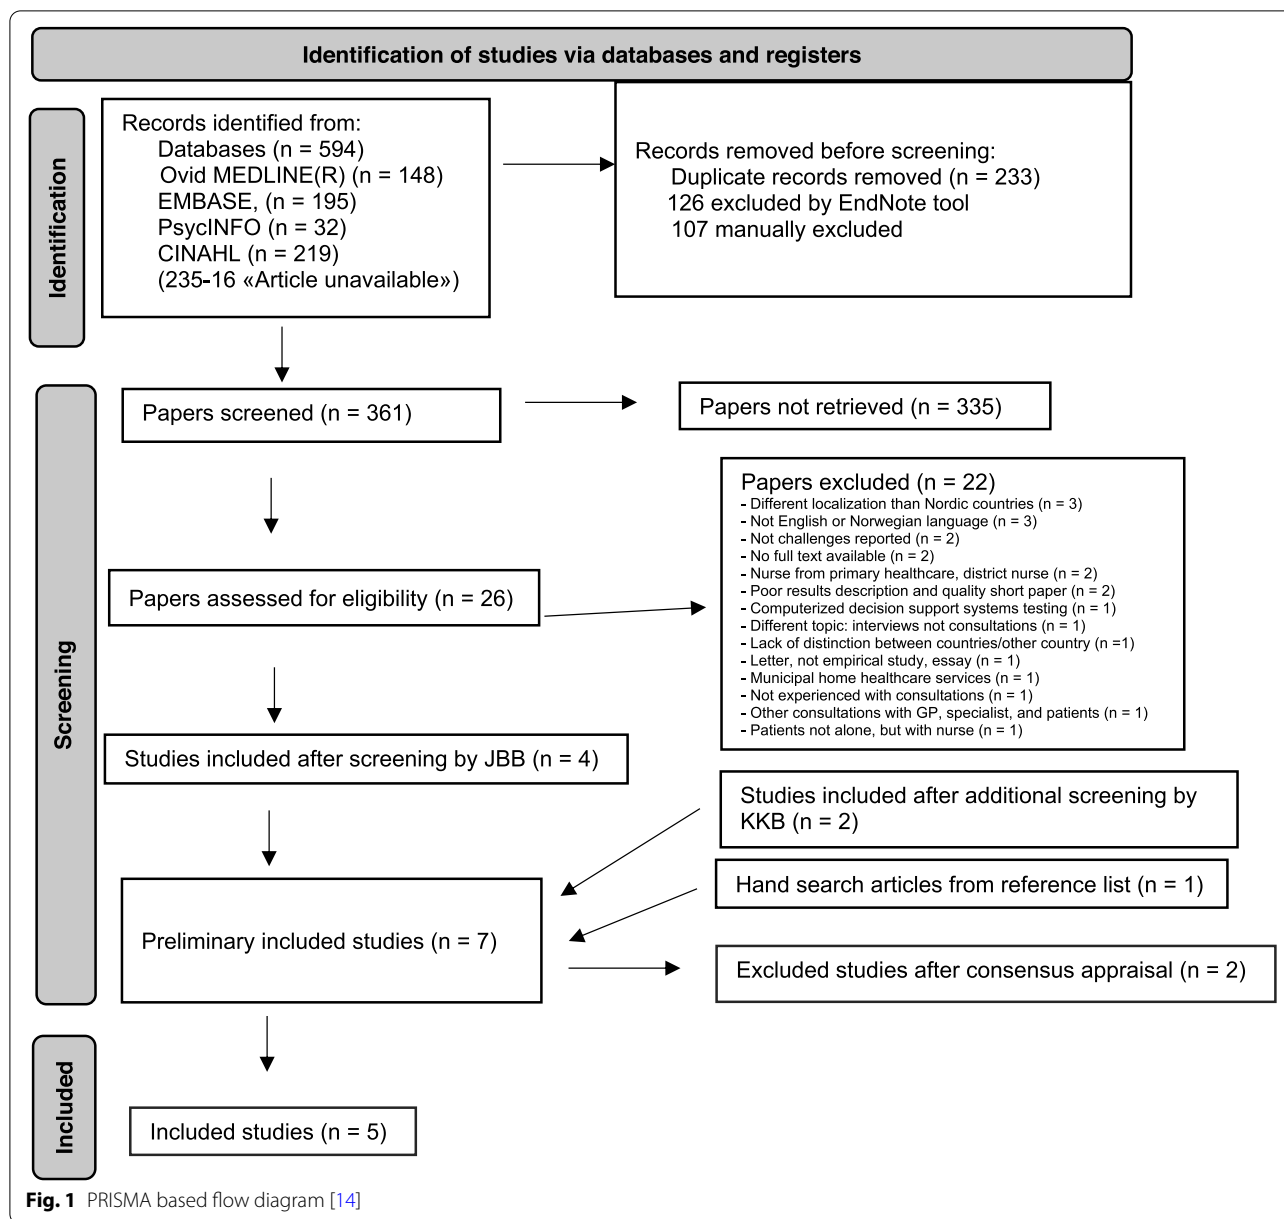 Identification of studies via databases and registers
Identification
Records identified from:
Databases (n = 594)
Ovid MEDLINE(R) (n = 148)
EMBASE, (n = 195)
PsycINFO (n = 32)
CINAHL (n = 219)
(235-16 «Article unavailable»)
Records removed before screening:
Duplicate records removed (n = 233)
126 excluded by EndNote tool
107 manually excluded
Screening
Papers screened (n = 361)
Papers not retrieved (n = 335)
Papers assessed for eligibility (n = 26)
Papers excluded (n = 22)
- Different localization than Nordic countries (n = 3)
- Not English or Norwegian language (n = 3)
- Not challenges reported (n = 2)
- No full text available (n = 2)
- Nurse from primary healthcare, district nurse (n = 2)
- Poor results description and quality short paper (n = 2)
- Computerized decision support systems testing (n = 1)
- Different topic: interviews not consultations (n = 1)
- Lack of distinction between countries/other country (n =1)
- Letter, not empirical study, essay (n = 1)
- Municipal home healthcare services (n = 1)
- Not experienced with consultations (n = 1)
- Other consultations with GP, specialist, and patients (n = 1)
- Patients not alone, but with nurse (n = 1)
Studies included after screening by JBB (n = 4)
Studies included after additional screening by
KKB (n = 2)
Hand search articles from reference list (n = 1)
Preliminary included studies (n = 7)
Excluded studies after consensus appraisal (n = 2)
Included
Included studies (n = 5)
Fig. 1 PRISMA based flow diagram [14]